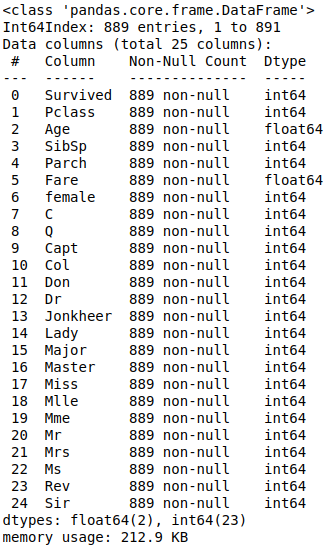 <class 'pandas.core.frame.DataFrame'>
Int64Index: 889 entries, 1 to 891
Data columns (total 25 columns):
 #   Column    Non-Null Count  Dtype  
---  ------    --------------  -----  
 0   Survived  889 non-null    int64  
 1   Pclass    889 non-null    int64  
 2   Age       889 non-null    float64
 3   SibSp     889 non-null    int64  
 4   Parch     889 non-null    int64  
 5   Fare      889 non-null    float64
 6   female    889 non-null    int64  
 7   C         889 non-null    int64  
 8   Q         889 non-null    int64  
 9   Capt      889 non-null    int64  
 10  Col       889 non-null    int64  
 11  Don       889 non-null    int64  
 12  Dr        889 non-null    int64  
 13  Jonkheer  889 non-null    int64  
 14  Lady      889 non-null    int64  
 15  Major     889 non-null    int64  
 16  Master    889 non-null    int64  
 17  Miss      889 non-null    int64  
 18  Mlle      889 non-null    int64  
 19  Mme       889 non-null    int64  
 20  Mr        889 non-null    int64  
 21  Mrs       889 non-null    int64  
 22  Ms        889 non-null    int64  
 23  Rev       889 non-null    int64  
 24  Sir       889 non-null    int64  
dtypes: float64(2), int64(23)
memory usage: 212.9 KB